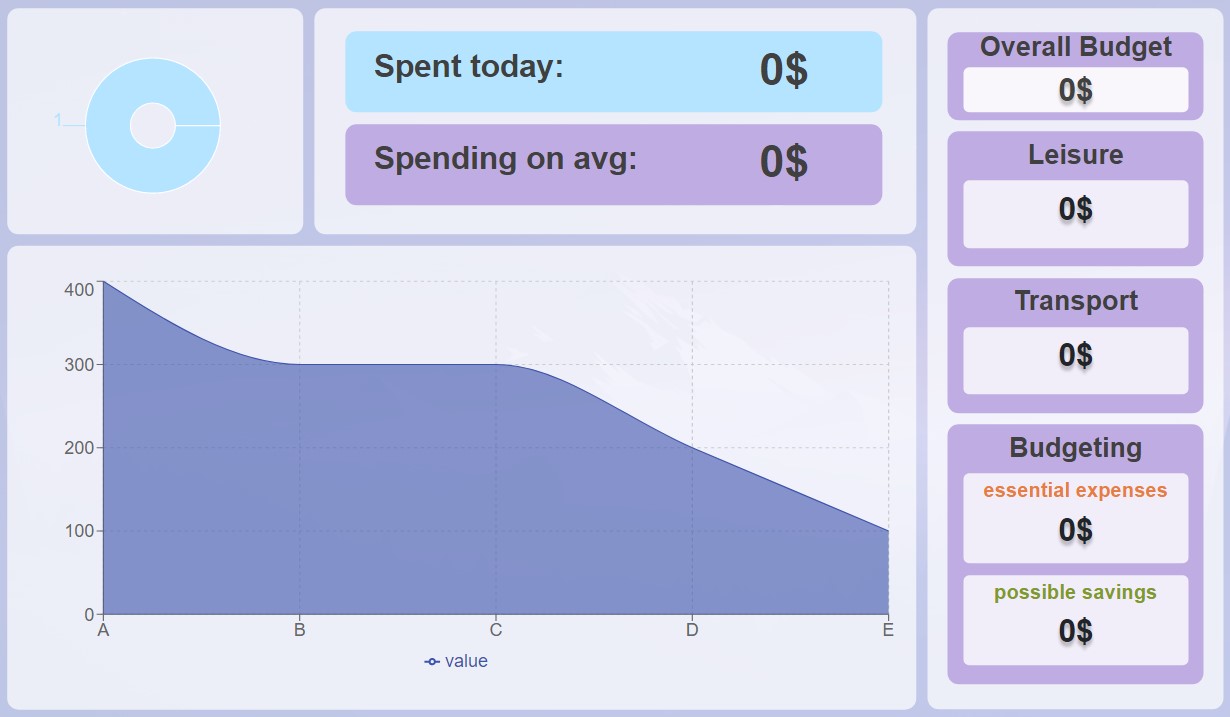 1
Spent today: 0$
Spending on avg: 0$
400
300
200
100
0
A B C D E
value
Overall Budget
0$
Leisure
0$
Transport
0$
Budgeting
essential expenses
0$
possible savings
0$